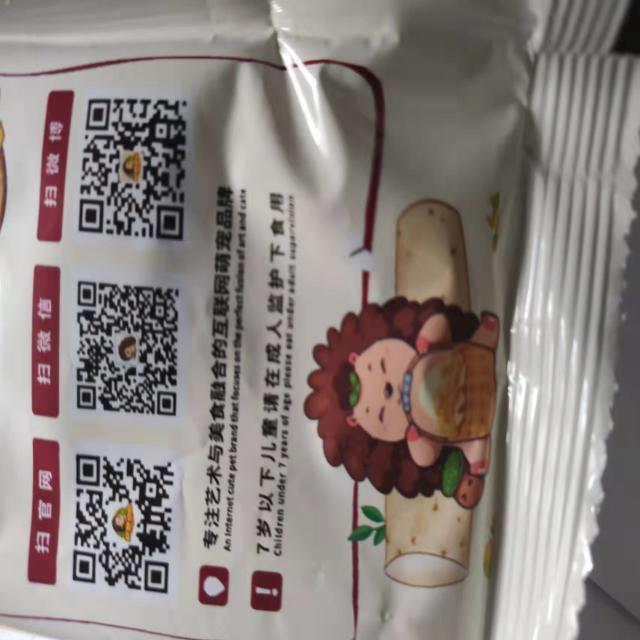 扫官网
扫微信
扫微博
专注艺术与美食融合的互联网萌宠品牌
An Internet cute pet brand that focuses on the perfect fusion of art and cate
7岁以下儿童请在成人监护下食用
Children under 7 years of age please eat under adult supervision